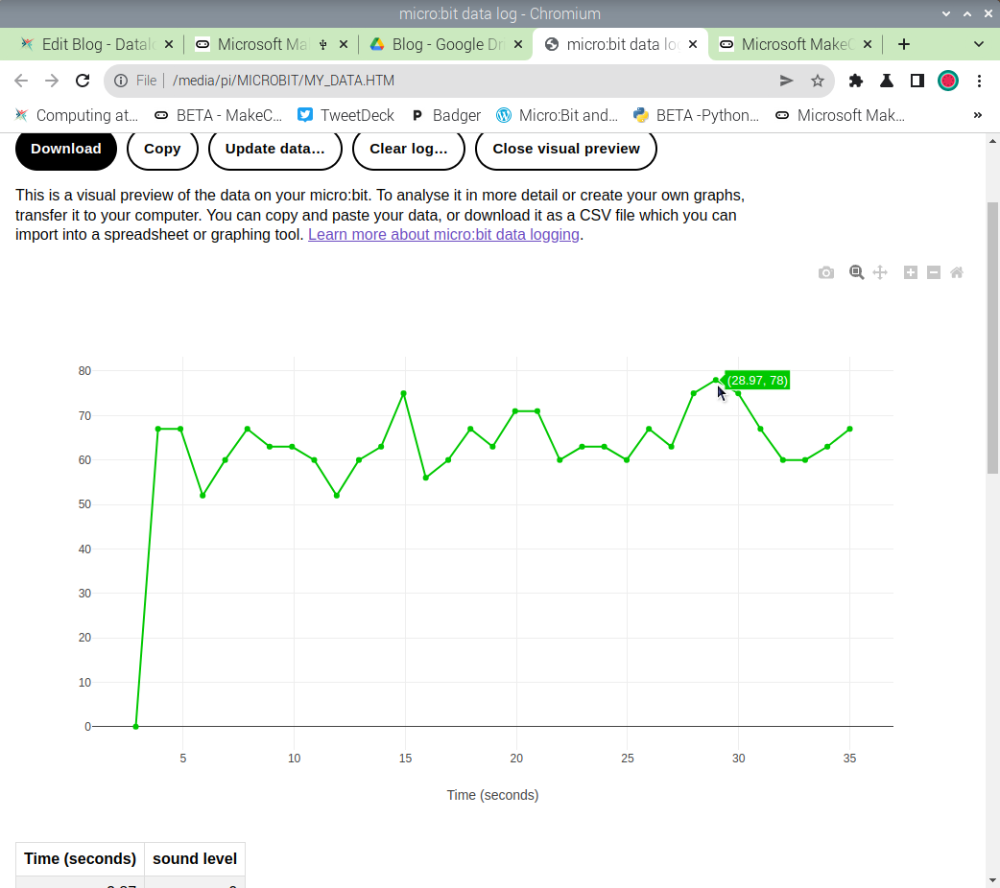 micro:bit data log - Chromium
Edit Blog - Datalo
Microsoft Ma
Blog - Google Dri
micro:bit data lo
Microsoft MakeC
File
/media/pi/MICROBIT/MY_DATA.HTM
Computing at...
BETA - MakeC...
TweetDeck
Badger
Micro:Bit and...
BETA -Python...
Microsoft Mak...
»
Download
Copy
Update data...
Clear log...
Close visual preview
This is a visual preview of the data on your micro:bit. To analyse it in more detail or create your own graphs,
transfer it to your computer. You can copy and paste your data, or download it as a CSV file which you can
import into a spreadsheet or graphing tool. Learn more about micro:bit data logging.
80
(28.97, 78)
70
60
50
40
30
20
10
0
5
10
15
20
25
30
35
Time (seconds)
Time (seconds)
sound level